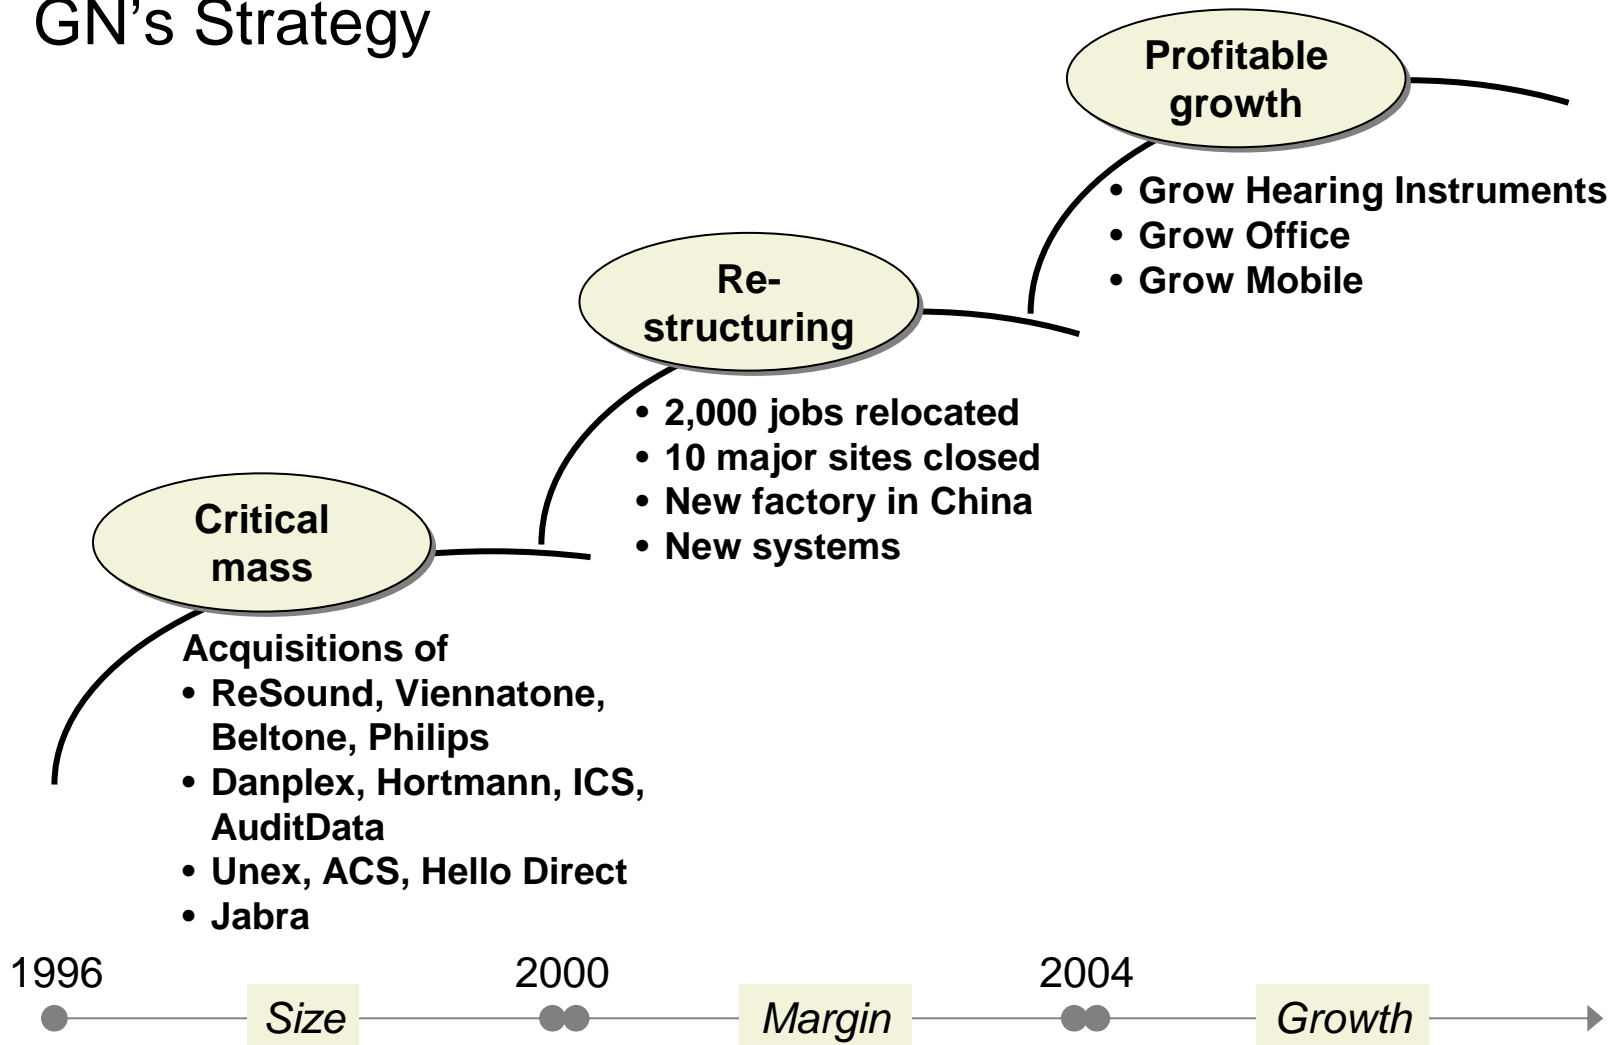 GN's Strategy
Profitable
growth
• Grow Hearing Instruments
• Grow Office
• Grow Mobile
Re-
structuring
• 2,000 jobs relocated
• 10 major sites closed
• New factory in China
• New systems
Critical
mass
Acquisitions of
• ReSound, Viennatone,
Beltone, Philips
• Danplex, Hortmann, ICS,
AuditData
• Unex, ACS, Hello Direct
• Jabra
1996 2000 2004
Size Margin Growth